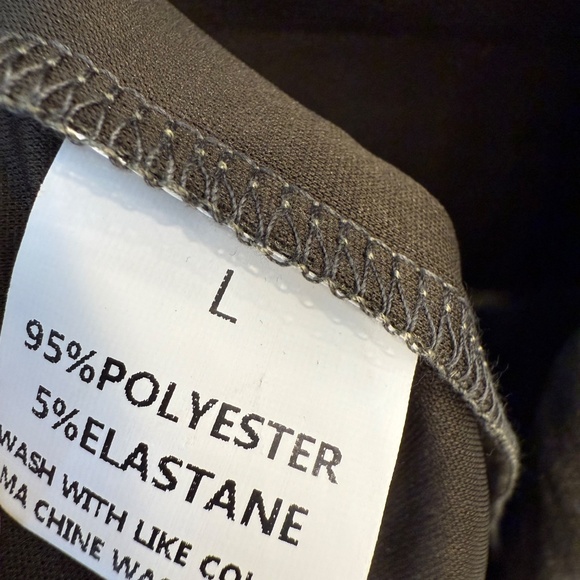 L
95%POLYESTER
5%ELASTANE
WASH WITH LIKE
MA CHINE